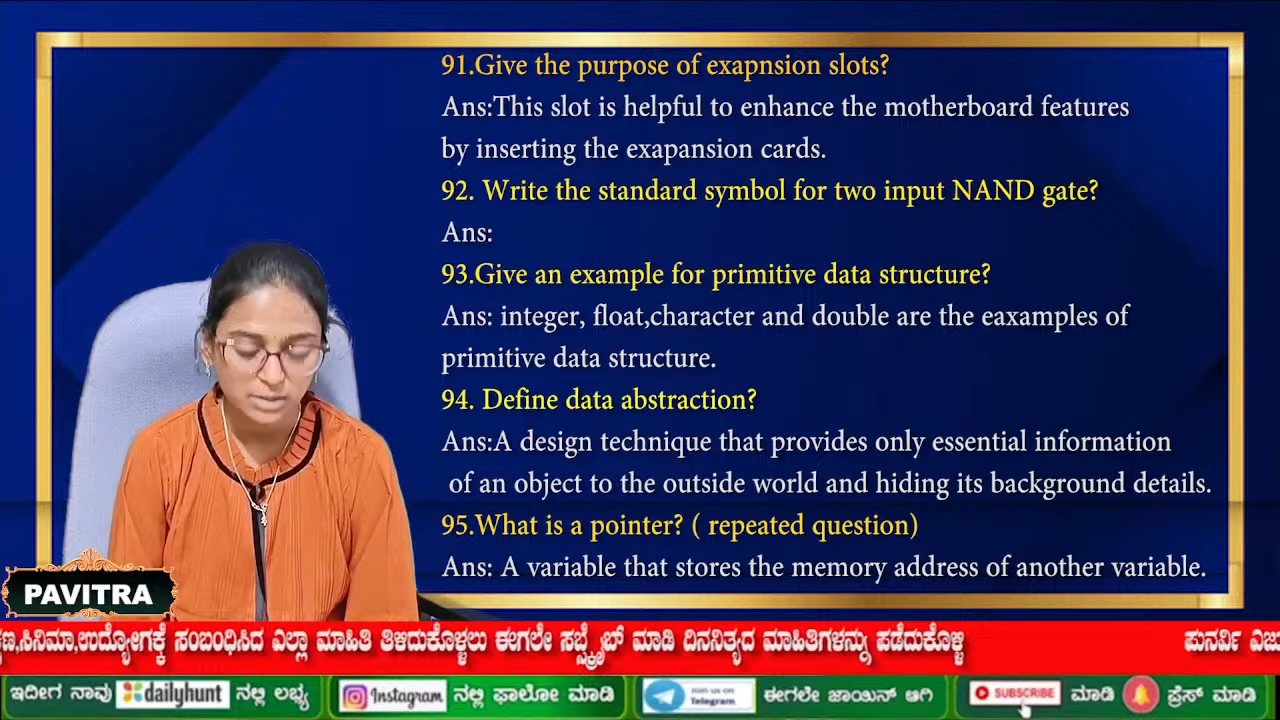 91.Give the purpose of exapnsion slots?
Ans:This slot is helpful to enhance the motherboard features
by inserting the exapansion cards.
92. Write the standard symbol for two input NAND gate?
Ans:
93.Give an example for primitive data structure?
Ans: integer, float,character and double are the eaxamples of
primitive data structure.
94. Define data abstraction?
Ans:A design technique that provides only essential information
of an object to the outside world and hiding its background details.
95.What is a pointer? ( repeated question)
Ans: A variable that stores the memory address of another variable.
PAVITRA
ಸಿನಿಮಾ,ಉದ್ಯೋಗಕ್ಕೆ ಸಂಬಂಧಿಸಿದ ಎಲ್ಲಾ ಮಾಹಿತಿ ತಿಳಿದುಕೊಳ್ಳಲು ಈಗಲೇ ಸಬ್ಸ್ಕ್ರೈಬ್ ಮಾಡಿ ದಿನನಿತ್ಯದ ಮಾಹಿತಿಗಳನ್ನು ಪಡೆದುಕೊಳ್ಳಿ ಪುನರ್ವಿ
ಇದೀಗ ನಾವು dailyhunt ನಲ್ಲಿ ಲಭ್ಯ Instagram ನಲ್ಲಿ ಫಾಲೋ ಮಾಡಿ Join us on Telegram ಈಗಲೇ ಜಾಯಿನ್ ಆಗಿ SUBSCRIBE ಮಾಡಿ ಪ್ರೆಸ್ ಮಾಡಿ